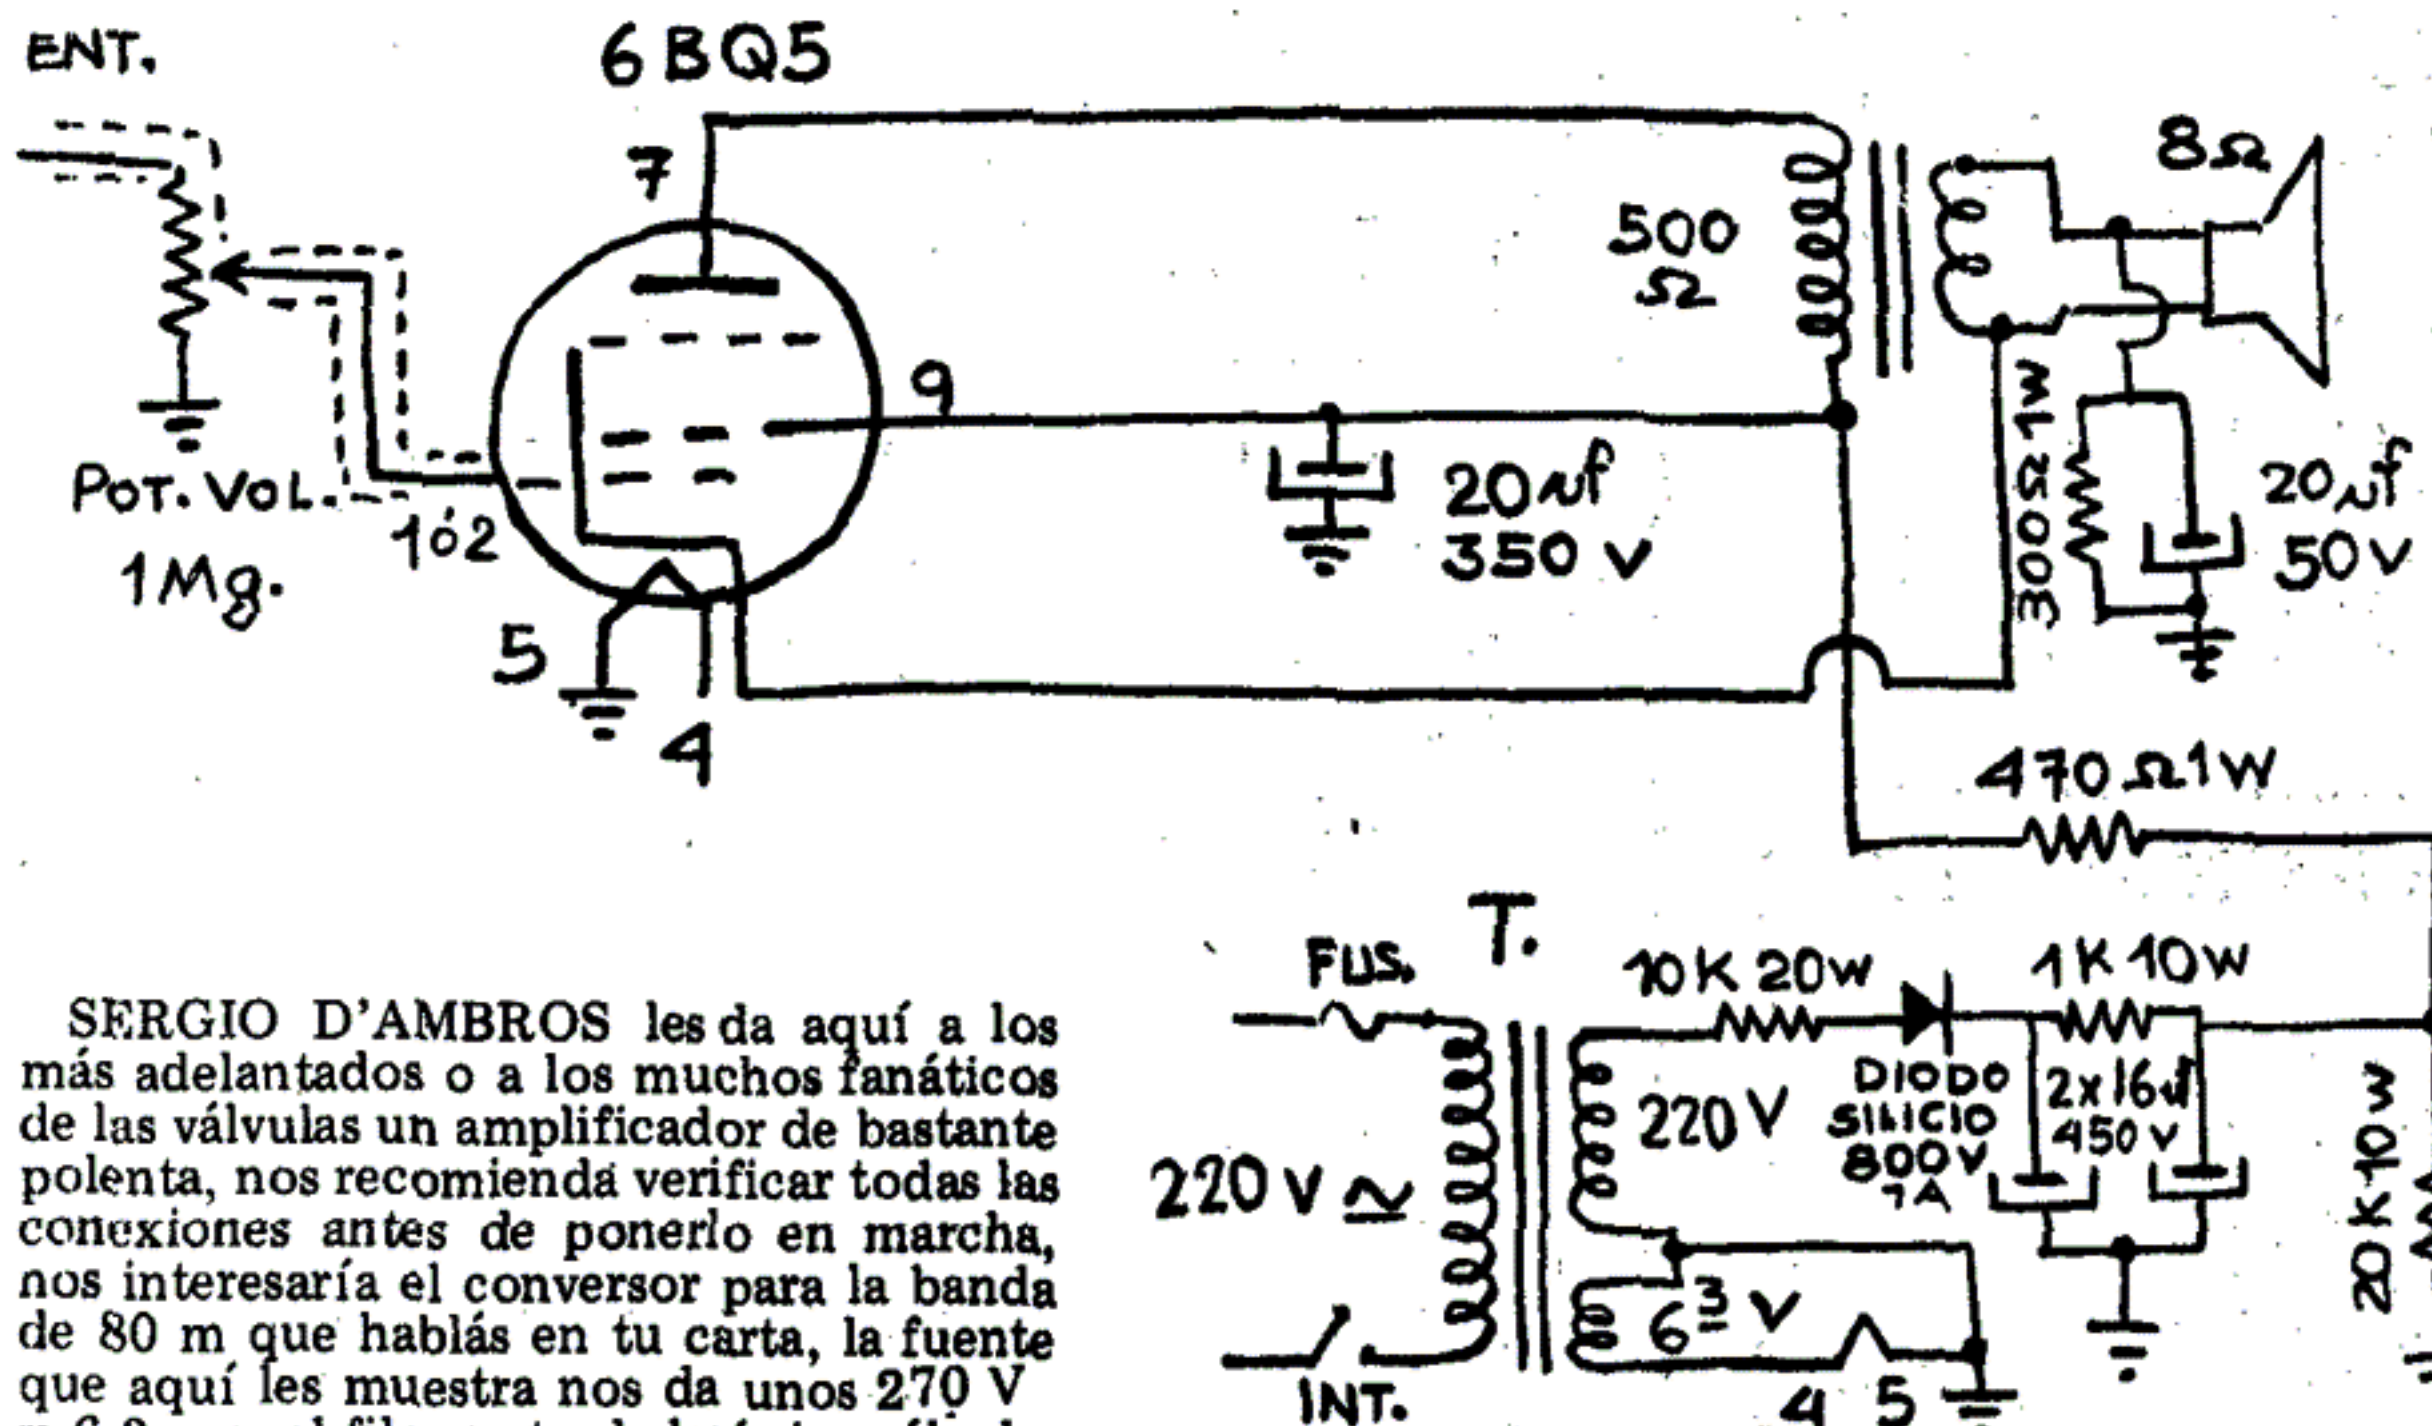 ENT.
6BQ5
7
8Ω
500
Ω
9
POT. VOL.
1Mg.
1ó2
20µf
350 V
300Ω 1W
20µf
50V
5
4
470Ω 1W
T.
FUS.
10K 20W
1K 10W
220 V
DIODO
SILICIO
800V
1A
2x16µf
450 V
20K 10W
220 V ≂
6 3 V
INT.
4
5
SERGIO D'AMBROS les da aquí a los
más adelantados o a los muchos fanáticos
de las válvulas un amplificador de bastante
polenta, nos recomienda verificar todas las
conexiones antes de ponerlo en marcha,
nos interesaría el conversor para la banda
de 80 m que hablás en tu carta, la fuente
que aquí les muestra nos da unos 270 V